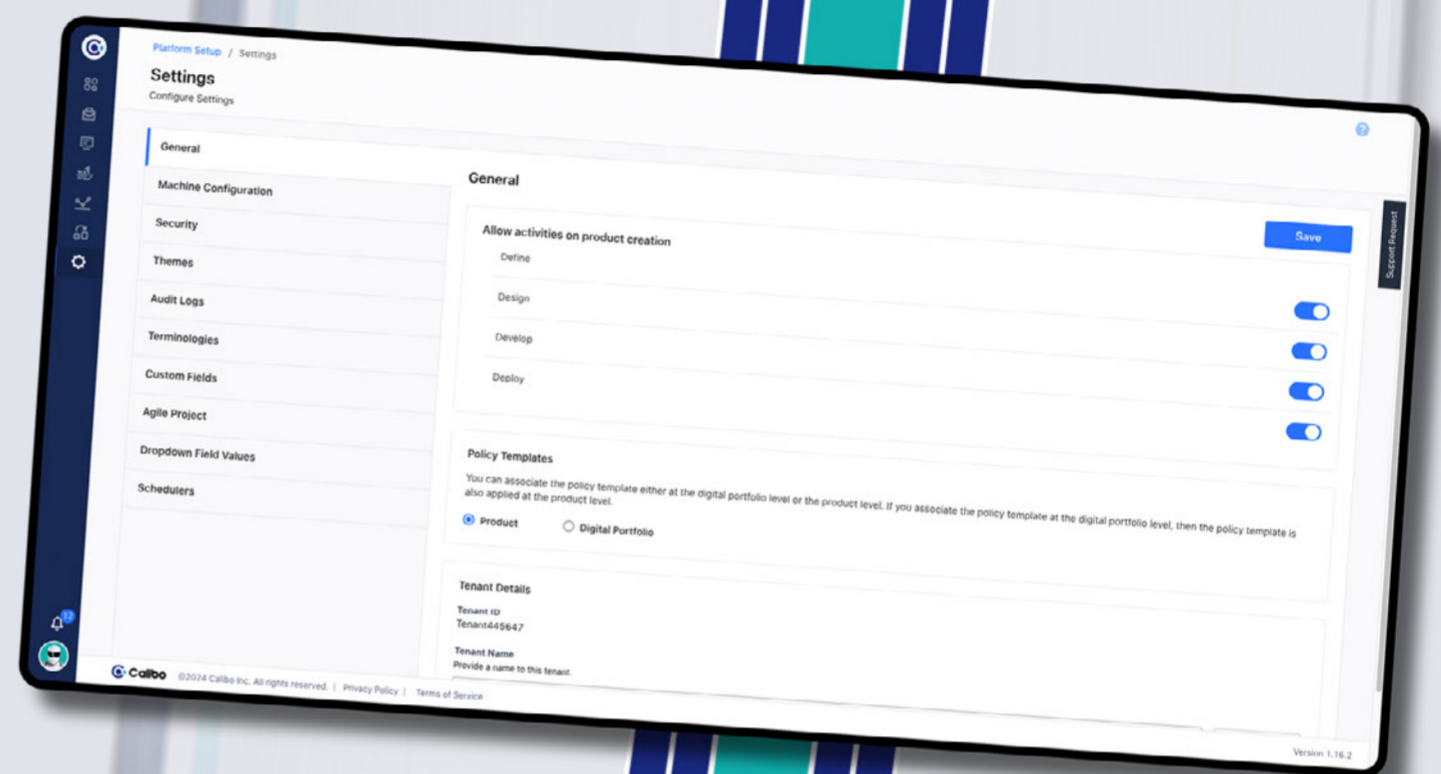 Platform Setup / Settings
Settings
Configure Settings
General
Machine Configuration
Security
Themes
Audit Logs
Terminologies
Custom Fields
Agile Project
Dropdown Field Values
Schedulers
General
Save
Support Request
Allow activities on product creation
Define
Design
Develop
Deploy
Policy Templates
You can associate the policy template either at the digital portfolio level or the product level. If you associate the policy template at the digital portfolio level, then the policy template is
also applied at the product level.
Product
Digital Portfolio
Tenant Details
Tenant ID
Tenant445647
Tenant Name
Provide a name to this tenant.
12
Calibo ©2024 Calibo Inc. All rights reserved. | Privacy Policy | Terms of Service
Version 1.16.2